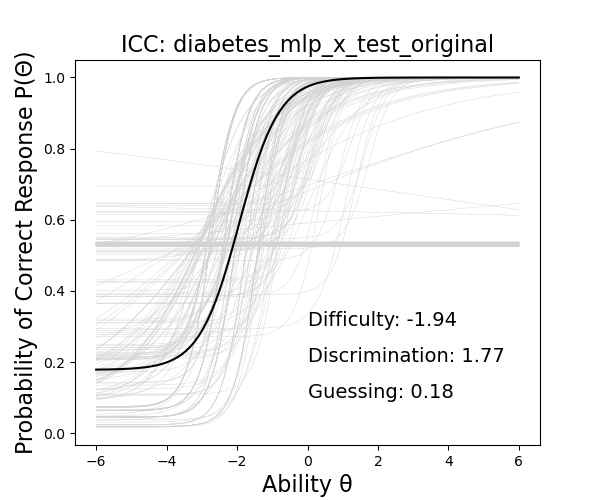 ICC: diabetes_mlp_x_test_original
Probability of Correct Response P(Θ)
1.0
0.8
0.6
0.4
0.2
0.0
Difficulty: -1.94
Discrimination: 1.77
Guessing: 0.18
−6 −4 −2 0 2 4 6
Ability θ